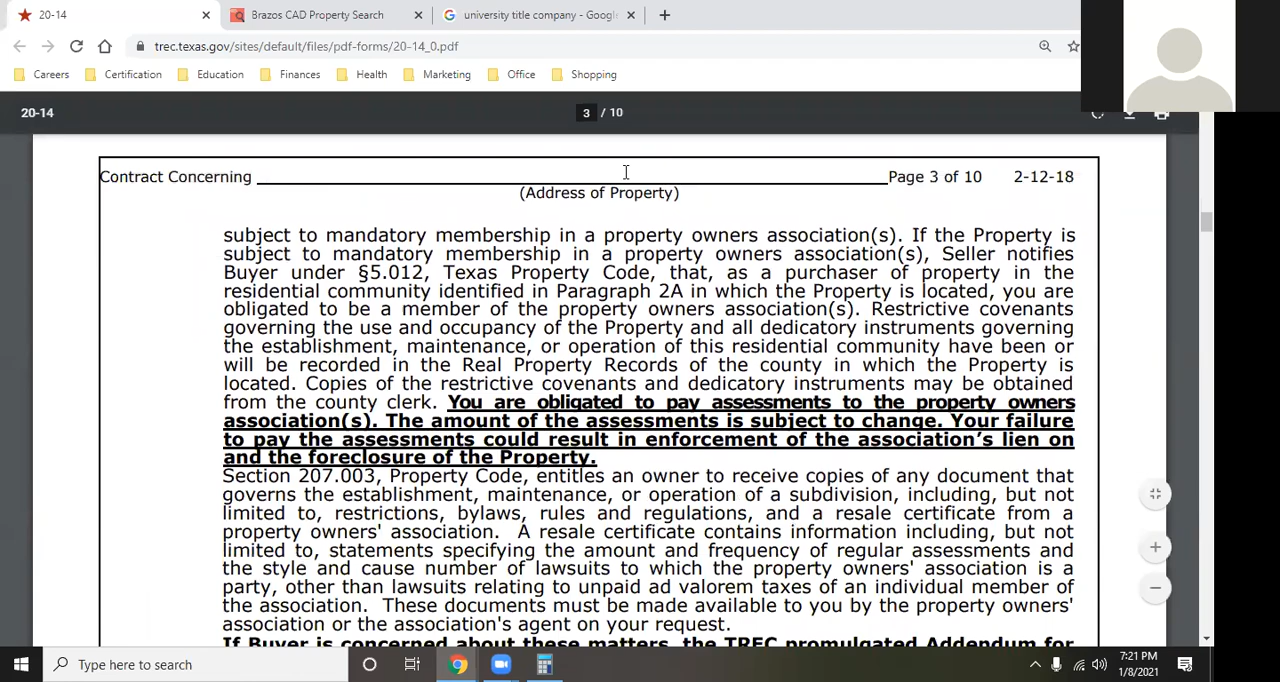 20-14
Brazos CAD Property Search
university title company - Google
trec.texas.gov/sites/default/files/pdf-forms/20-14_0.pdf
Careers Certification Education Finances Health Marketing Office Shopping
20-14 3 / 10
Contract Concerning Page 3 of 10 2-12-18
(Address of Property)
subject to mandatory membership in a property owners association(s). If the Property is
subject to mandatory membership in a property owners association(s), Seller notifies
Buyer under §5.012, Texas Property Code, that, as a purchaser of property in the
residential community identified in Paragraph 2A in which the Property is located, you are
obligated to be a member of the property owners association(s). Restrictive covenants
governing the use and occupancy of the Property and all dedicatory instruments governing
the establishment, maintenance, or operation of this residential community have been or
will be recorded in the Real Property Records of the county in which the Property is
located. Copies of the restrictive covenants and dedicatory instruments may be obtained
from the county clerk. You are obligated to pay assessments to the property owners
association(s). The amount of the assessments is subject to change. Your failure
to pay the assessments could result in enforcement of the association's lien on
and the foreclosure of the Property.
Section 207.003, Property Code, entitles an owner to receive copies of any document that
governs the establishment, maintenance, or operation of a subdivision, including, but not
limited to, restrictions, bylaws, rules and regulations, and a resale certificate from a
property owners' association. A resale certificate contains information including, but not
limited to, statements specifying the amount and frequency of regular assessments and
the style and cause number of lawsuits to which the property owners' association is a
party, other than lawsuits relating to unpaid ad valorem taxes of an individual member of
the association. These documents must be made available to you by the property owners'
association or the association's agent on your request.
If Buyer is concerned about these matters, the TREC promulgated Addendum for
Type here to search
7:21 PM
1/8/2021